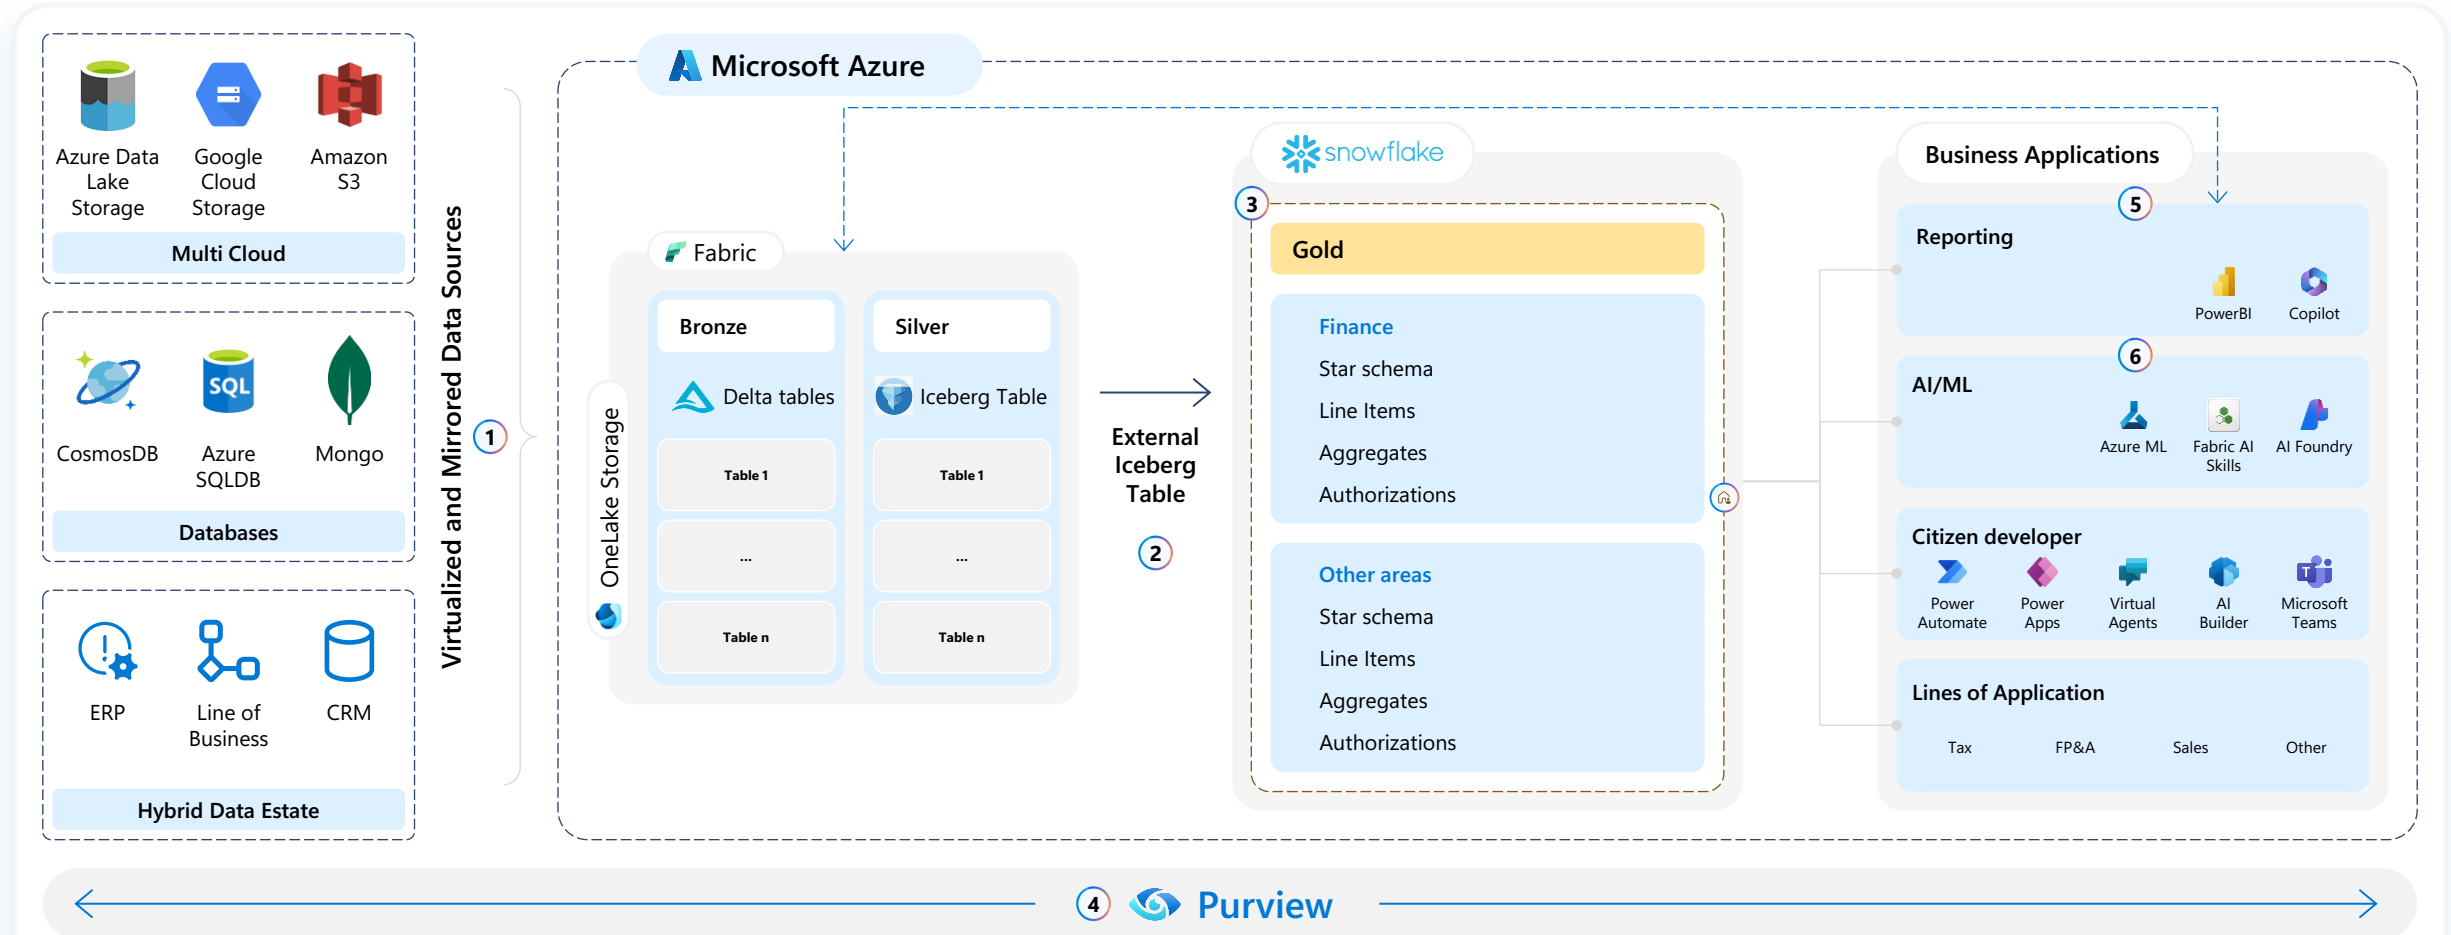 Azure Data
Lake
Storage
Google
Cloud
Storage
Amazon
S3
Multi Cloud
CosmosDB
SQL
Azure
SQLDB
Mongo
Databases
ERP
Line of
Business
CRM
Hybrid Data Estate
Virtualized and Mirrored Data Sources
1
Microsoft Azure
Fabric
OneLake Storage
Bronze
Delta tables
Table 1
...
Table n
Silver
Iceberg Table
Table 1
...
Table n
External
Iceberg
Table
2
snowflake
3
Gold
Finance
Star schema
Line Items
Aggregates
Authorizations
Other areas
Star schema
Line Items
Aggregates
Authorizations
Business Applications
5
Reporting
PowerBI
Copilot
6
AI/ML
Azure ML
Fabric AI
Skills
AI Foundry
Citizen developer
Power
Automate
Power
Apps
Virtual
Agents
AI
Builder
T
Microsoft
Teams
Lines of Application
Tax
FP&A
Sales
Other
4
Purview